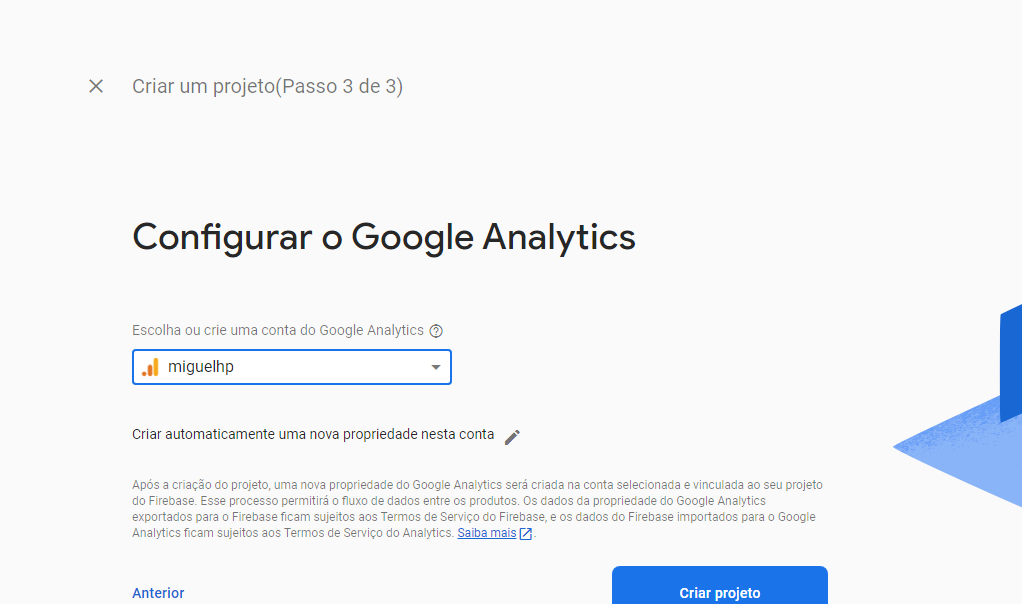 Criar um projeto(Passo 3 de 3)
Configurar o Google Analytics
Escolha ou crie uma conta do Google Analytics
miguelhp
Criar automaticamente uma nova propriedade nesta conta
Após a criação do projeto, uma nova propriedade do Google Analytics será criada na conta selecionada e vinculada ao seu projeto
do Firebase. Esse processo permitirá o fluxo de dados entre os produtos. Os dados da propriedade do Google Analytics
exportados para o Firebase ficam sujeitos aos Termos de Serviço do Firebase, e os dados do Firebase importados para o Google
Analytics ficam sujeitos aos Termos de Serviço do Analytics. Saiba mais.
Anterior
Criar projeto